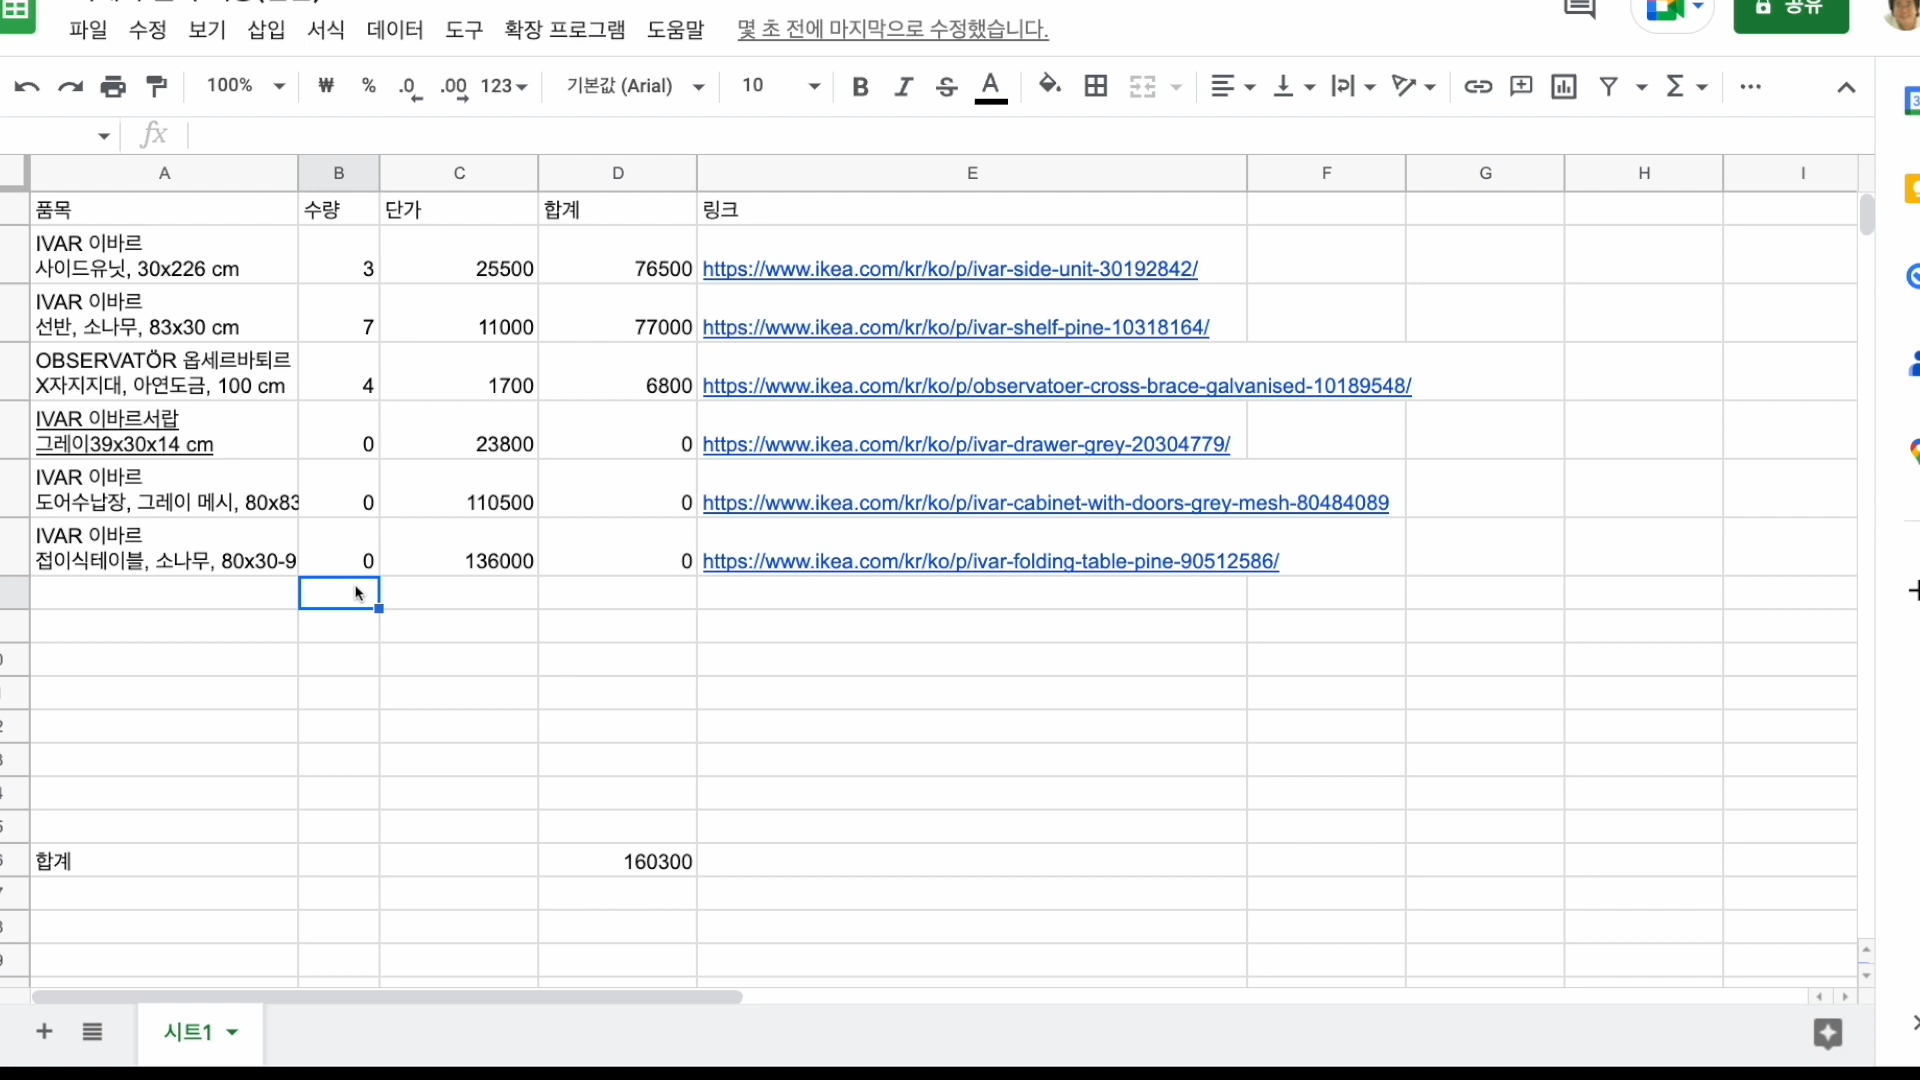 공유
파일 수정 보기 삽입 서식 데이터 도구 확장 프로그램 도움말 몇 초 전에 마지막으로 수정했습니다.
100% ₩ % .0 .00 123 기본값 (Arial) 10 B I S A
fx
A B C D E F G H I
품목 수량 단가 합계 링크
IVAR 이바르
사이드유닛, 30x226 cm 3 25500 76500 https://www.ikea.com/kr/ko/p/ivar-side-unit-30192842/
IVAR 이바르
선반, 소나무, 83x30 cm 7 11000 77000 https://www.ikea.com/kr/ko/p/ivar-shelf-pine-10318164/
OBSERVATÖR 옵세르바퇴르
X자지지대, 아연도금, 100 cm 4 1700 6800 https://www.ikea.com/kr/ko/p/observatoer-cross-brace-galvanised-10189548/
IVAR 이바르서랍
그레이39x30x14 cm 0 23800 0 https://www.ikea.com/kr/ko/p/ivar-drawer-grey-20304779/
IVAR 이바르
도어수납장, 그레이 메시, 80x83 0 110500 0 https://www.ikea.com/kr/ko/p/ivar-cabinet-with-doors-grey-mesh-80484089
IVAR 이바르
접이식테이블, 소나무, 80x30-9 0 136000 0 https://www.ikea.com/kr/ko/p/ivar-folding-table-pine-90512586/
합계 160300
시트1